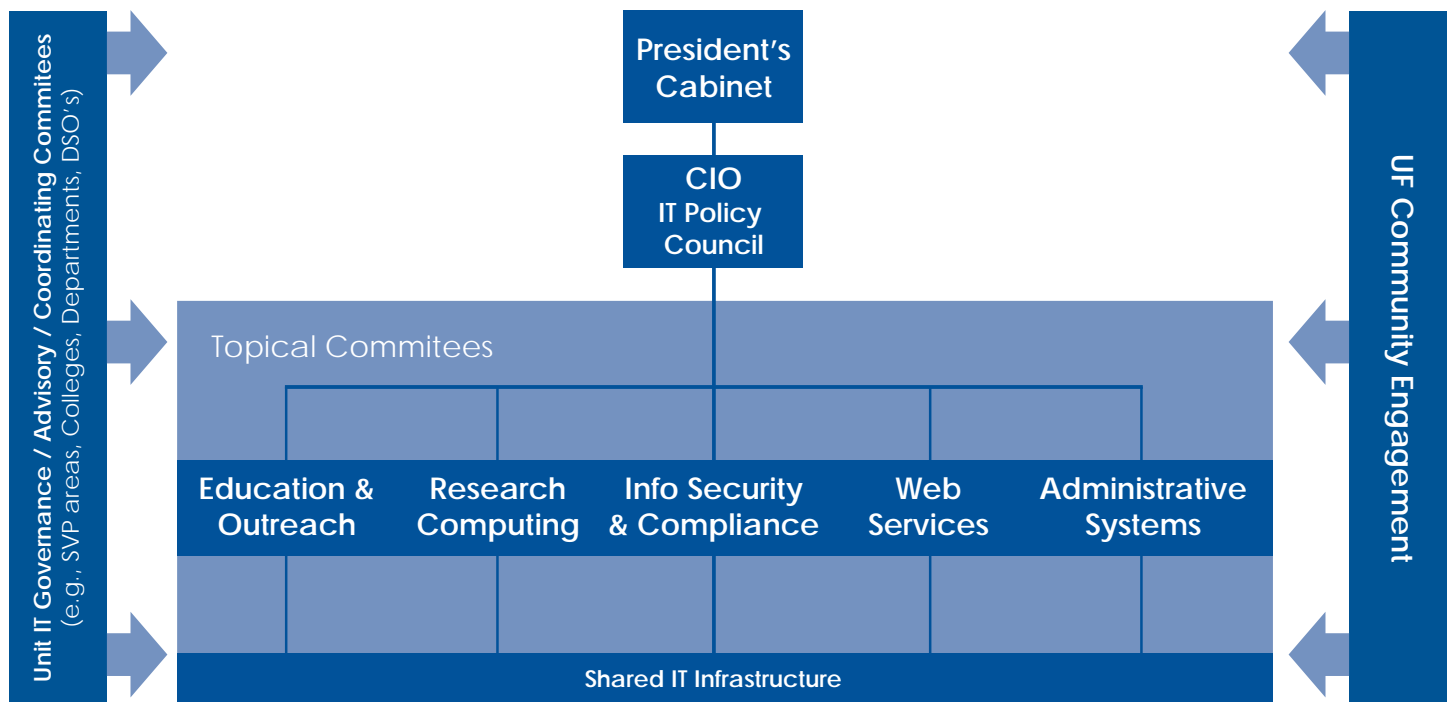 Unit IT Governance / Advisory / Coordinating Commitees
(e.g., SVP areas, Colleges, Departments, DSO's)
President's
Cabinet
CIO
IT Policy
Council
Topical Commitees
Education &
Outreach
Research
Computing
Info Security
& Compliance
Web
Services
Administrative
Systems
Shared IT Infrastructure
UF Community Engagement